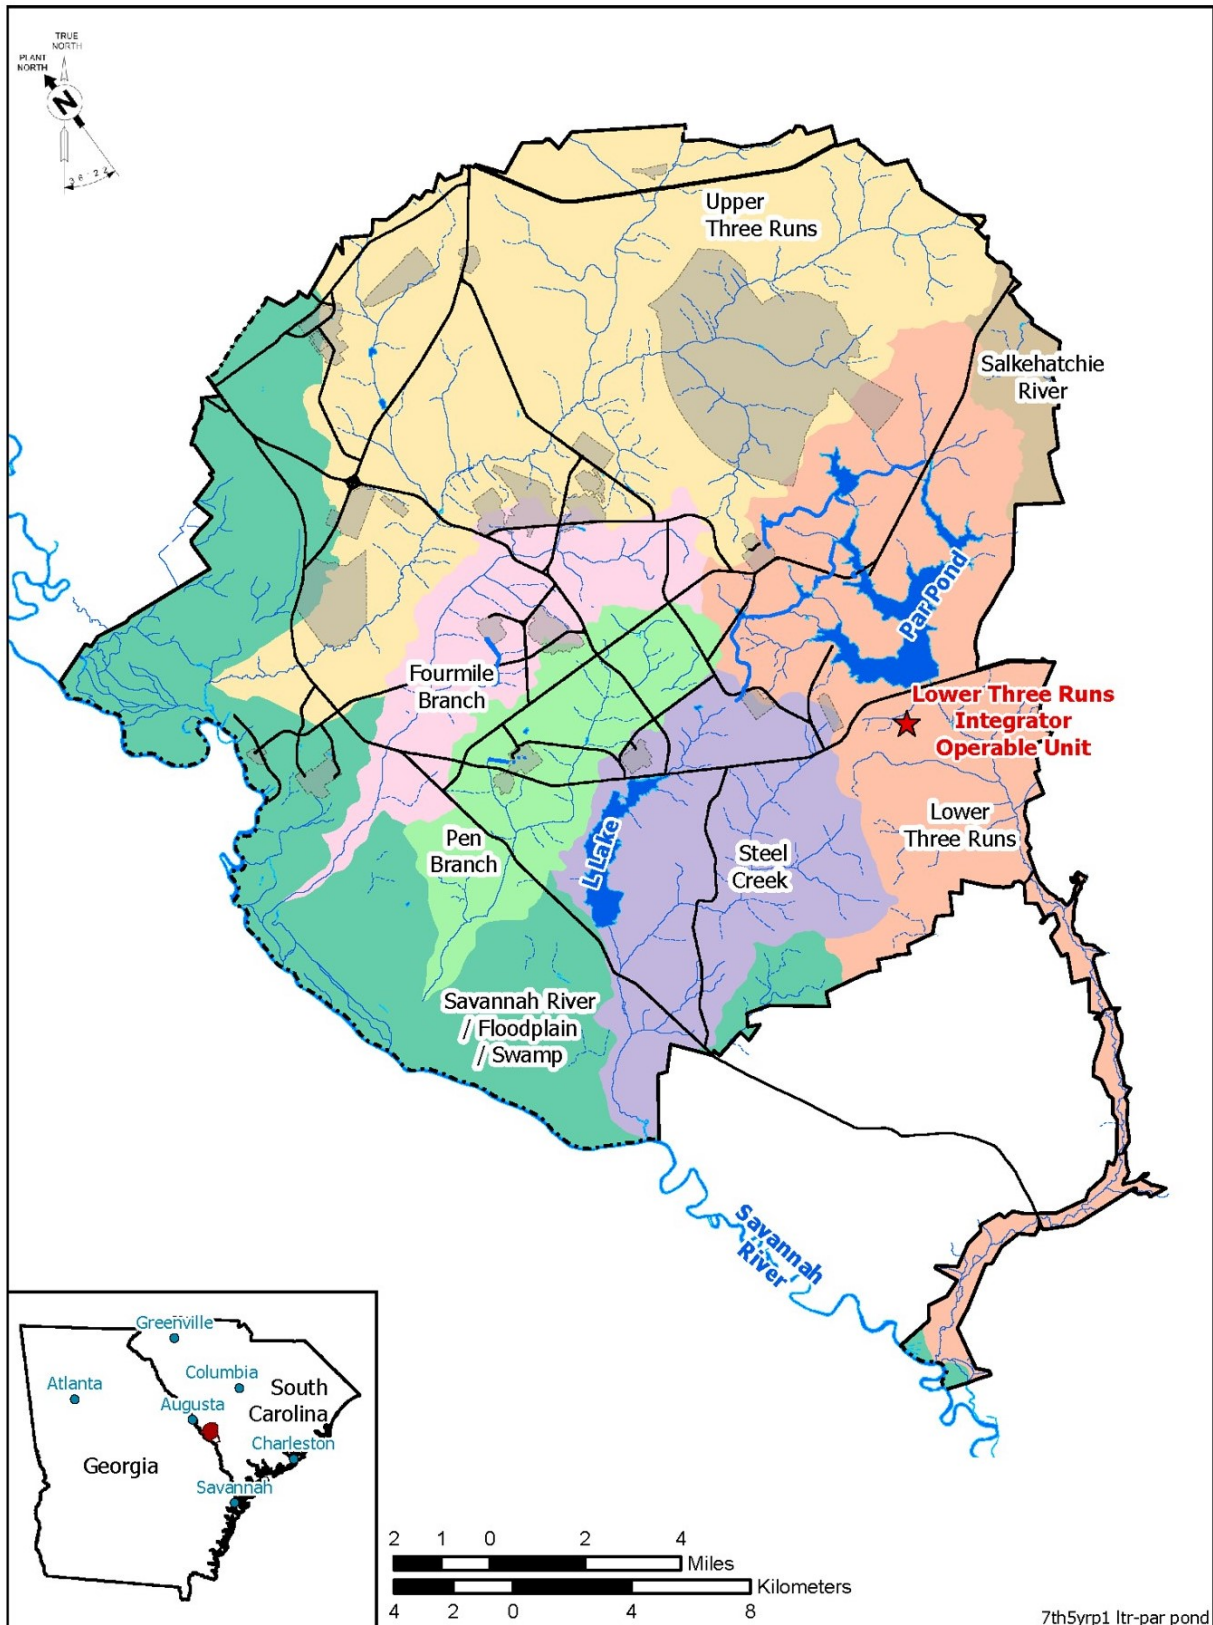 TRUE
NORTH
PLANT
NORTH
N
36°22'
Upper
Three Runs
Salkehatchie
River
Par Pond
Fourmile
Branch
Lower Three Runs
Integrator
Operable Unit
Lower
Three Runs
Pen
Branch
L Lake
Steel
Creek
Savannah River
/ Floodplain
/ Swamp
Savannah
River
Greenville
Atlanta
Columbia
South
Carolina
Augusta
Charleston
Georgia
Savannah
2 1 0 2 4
Miles
Kilometers
4 2 0 4 8
7th5yrp1 ltr-par pond